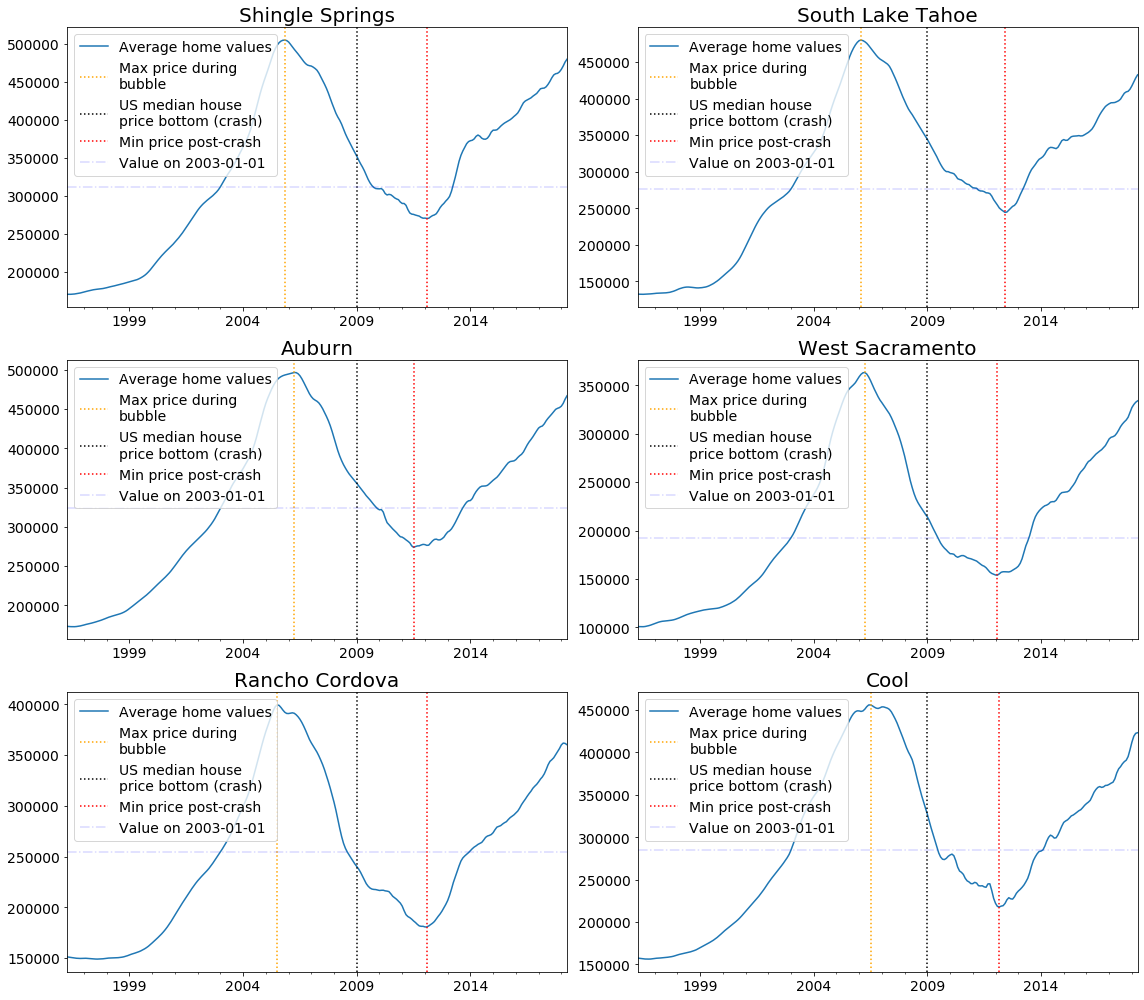 Shingle Springs
500000
450000
400000
350000
300000
250000
200000
Average home values
Max price during
bubble
US median house
price bottom (crash)
Min price post-crash
Value on 2003-01-01
1999
2004
2009
2014
South Lake Tahoe
450000
400000
350000
300000
250000
200000
150000
Average home values
Max price during
bubble
US median house
price bottom (crash)
Min price post-crash
Value on 2003-01-01
1999
2004
2009
2014
Auburn
500000
450000
400000
350000
300000
250000
200000
Average home values
Max price during
bubble
US median house
price bottom (crash)
Min price post-crash
Value on 2003-01-01
1999
2004
2009
2014
West Sacramento
350000
300000
250000
200000
150000
100000
Average home values
Max price during
bubble
US median house
price bottom (crash)
Min price post-crash
Value on 2003-01-01
1999
2004
2009
2014
Rancho Cordova
400000
350000
300000
250000
200000
150000
Average home values
Max price during
bubble
US median house
price bottom (crash)
Min price post-crash
Value on 2003-01-01
1999
2004
2009
2014
Cool
450000
400000
350000
300000
250000
200000
150000
Average home values
Max price during
bubble
US median house
price bottom (crash)
Min price post-crash
Value on 2003-01-01
1999
2004
2009
2014